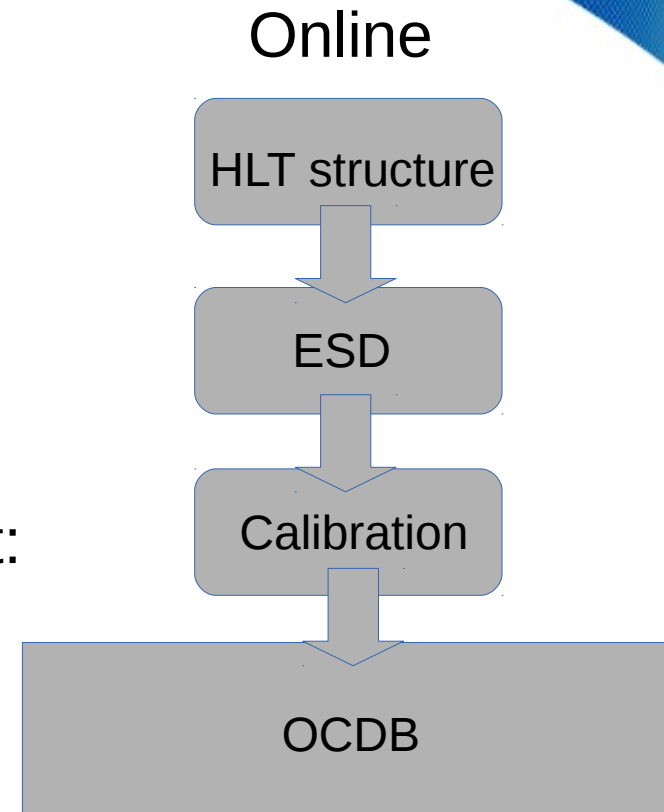 Online
HLT structure
ESD
t:
Calibration
OCDB